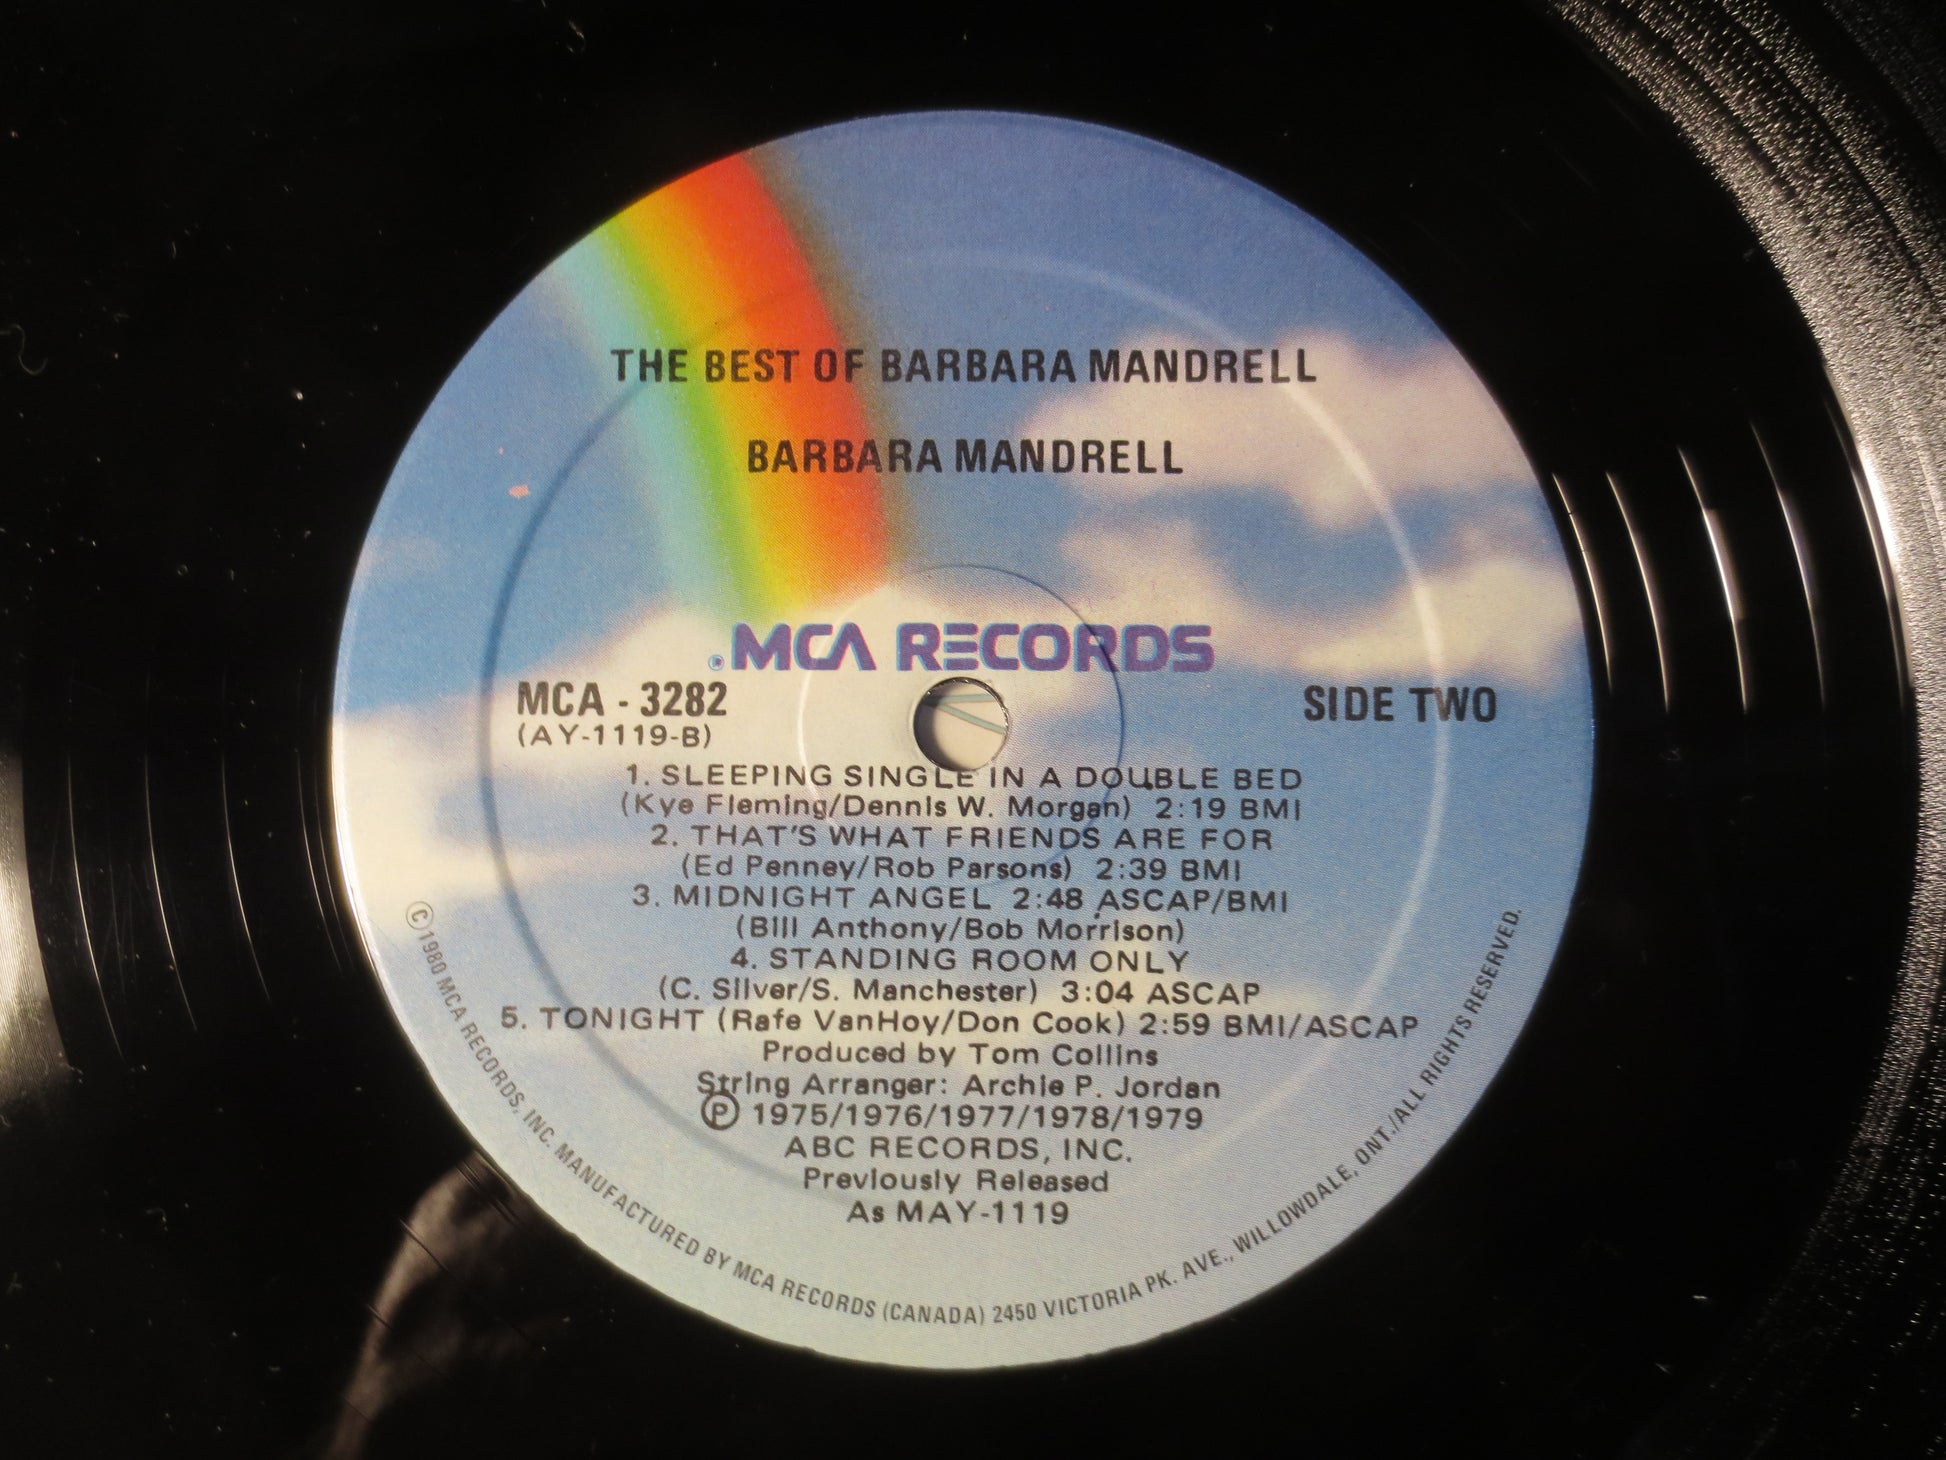 THE BEST OF BARBARA MANDRELL
BARBARA MANDRELL
®.MCA RECORDS
MCA - 3282
(AY-1119-B)
SIDE TWO
1. SLEEPING SINGLE IN A DOUBLE BED
(Kye Fleming/Dennis W. Morgan) 2:19 BMI
2. THAT'S WHAT FRIENDS ARE FOR
(Ed Penney/Rob Parsons) 2:39 BMI
3. MIDNIGHT ANGEL 2:48 ASCAP/BMI
(Bill Anthony/Bob Morrison)
4. STANDING ROOM ONLY
(C. Silver/S. Manchester) 3:04 ASCAP
5. TONIGHT (Rafe VanHoy/Don Cook) 2:59 BMI/ASCAP
Produced by Tom Collins
String Arranger: Archie P. Jordan
Ⓟ 1975/1976/1977/1978/1979
ABC RECORDS, INC.
Previously Released
As MAY-1119
©1980 MCA RECORDS, INC. MANUFACTURED BY MCA RECORDS (CANADA) 2450 VICTORIA PK. AVE., WILLOWDALE, ONT./ALL RIGHTS RESERVED.